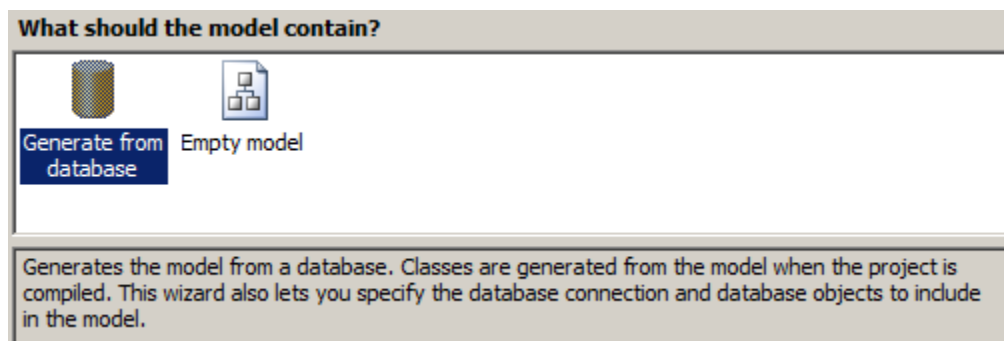 What should the model contain?
Generate from Empty model
database
Generates the model from a database. Classes are generated from the model when the project is
compiled. This wizard also lets you specify the database connection and database objects to include
in the model.